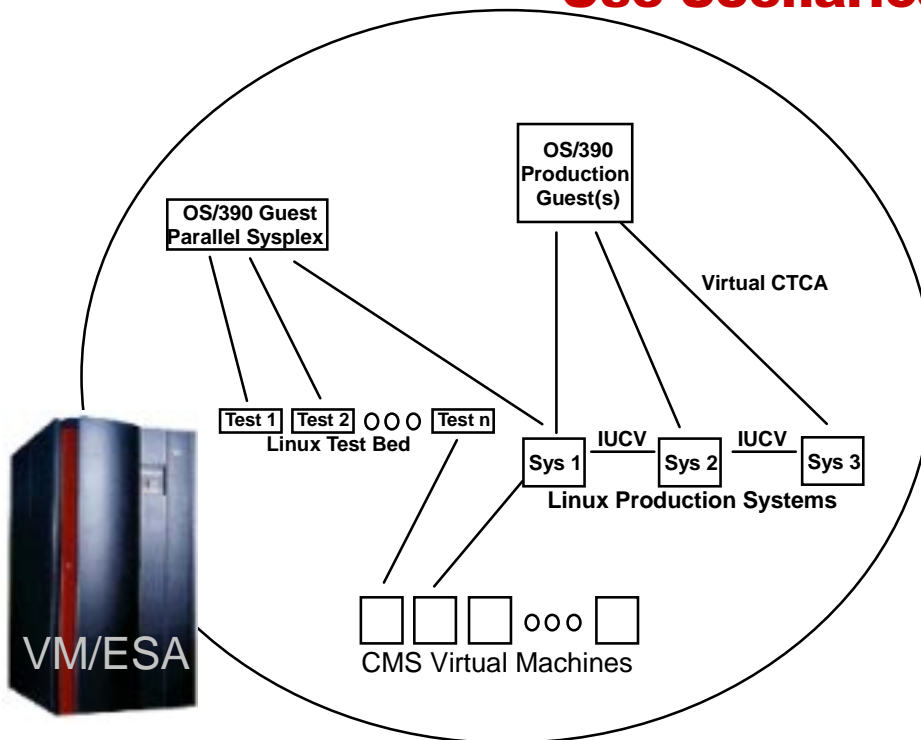 OS/390
Production
Guest(s)
OS/390 Guest
Parallel Sysplex
Virtual CTCA
Test 1
Test 2
Test n
Linux Test Bed
IUCV
IUCV
Sys 1
Sys 2
Sys 3
Linux Production Systems
VM/ESA
CMS Virtual Machines